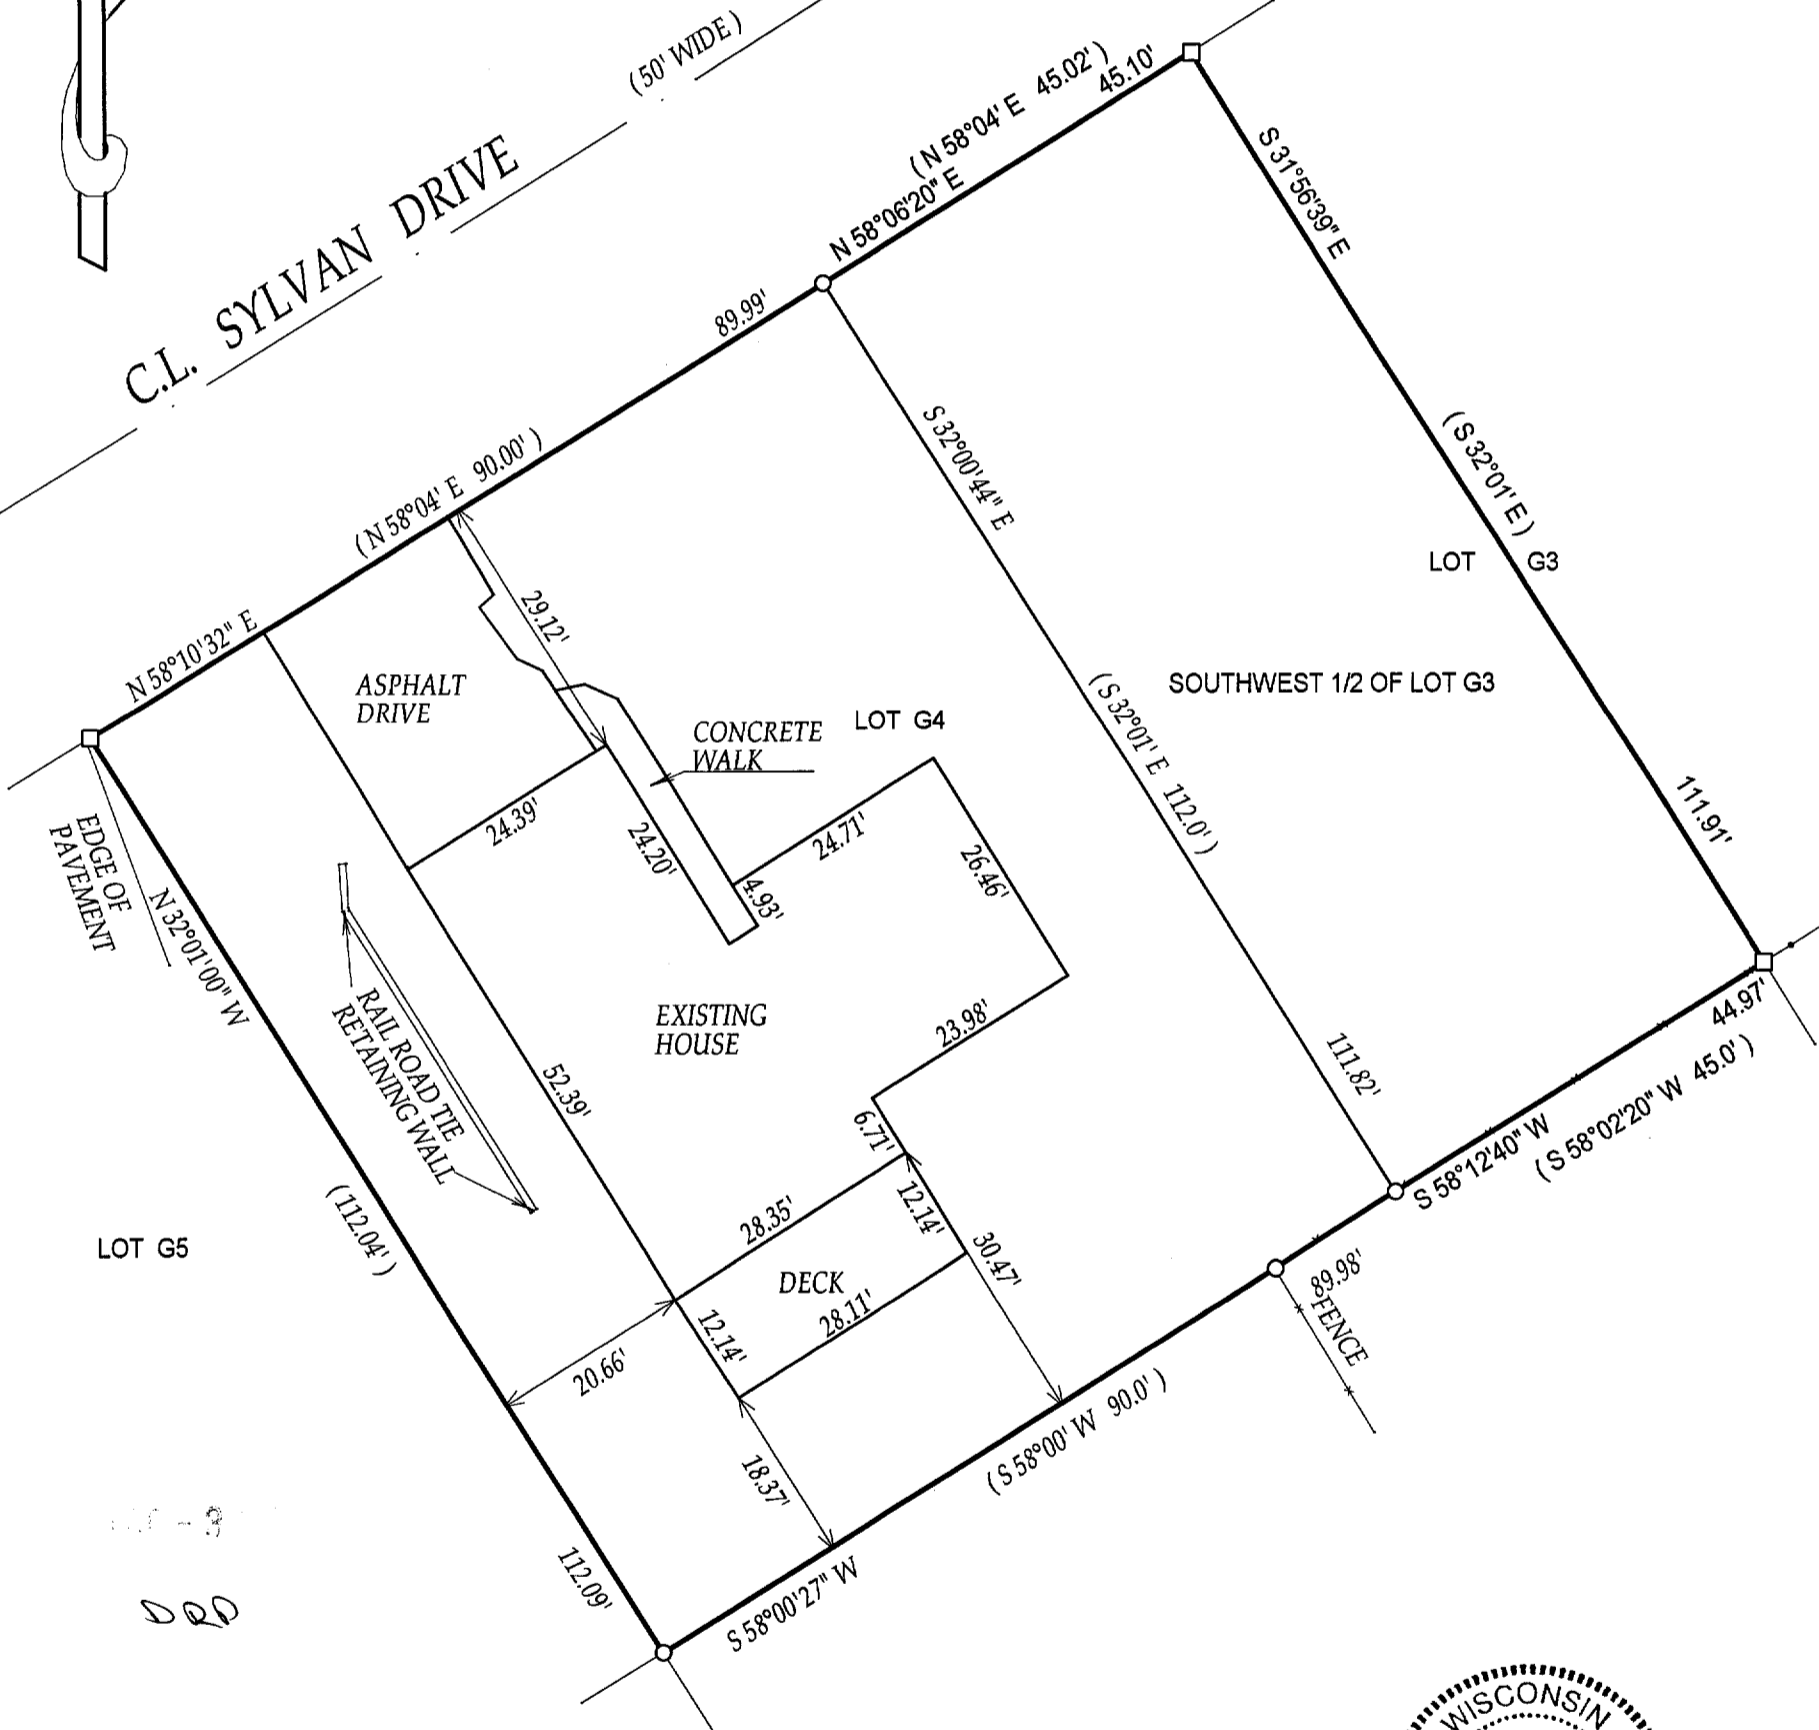 ( 50' WIDE )
C.L. SYLVAN DRIVE
( N 58°04' E 45.02' )
45.10'
N 58°06'20" E
S 31°56'39" E
( S 32°01' E )
111.91'
89.99'
( N 58°04' E 90.00' )
N 58°10'32" E
S 32°00'44" E
( S 32°01' E 112.0' )
111.82'
LOT G3
SOUTHWEST 1/2 OF LOT G3
LOT G4
29.12'
ASPHALT
DRIVE
CONCRETE
WALK
24.39'
24.20'
24.71'
4.93'
26.46'
EDGE OF
PAVEMENT
N 32°01'00" W
RAIL ROAD TIE
RETAINING WALL
EXISTING
HOUSE
23.98'
52.39'
6.71'
28.35'
12.14'
30.47'
DECK
28.11'
12.14'
20.66'
18.37'
44.97'
S 58°12'40" W
( S 58°02'20" W 45.0' )
89.98'
FENCE
( S 58°00' W 90.0' )
S 58°00'27" W
( 112.04' )
112.09'
LOT G5
WISCONSIN